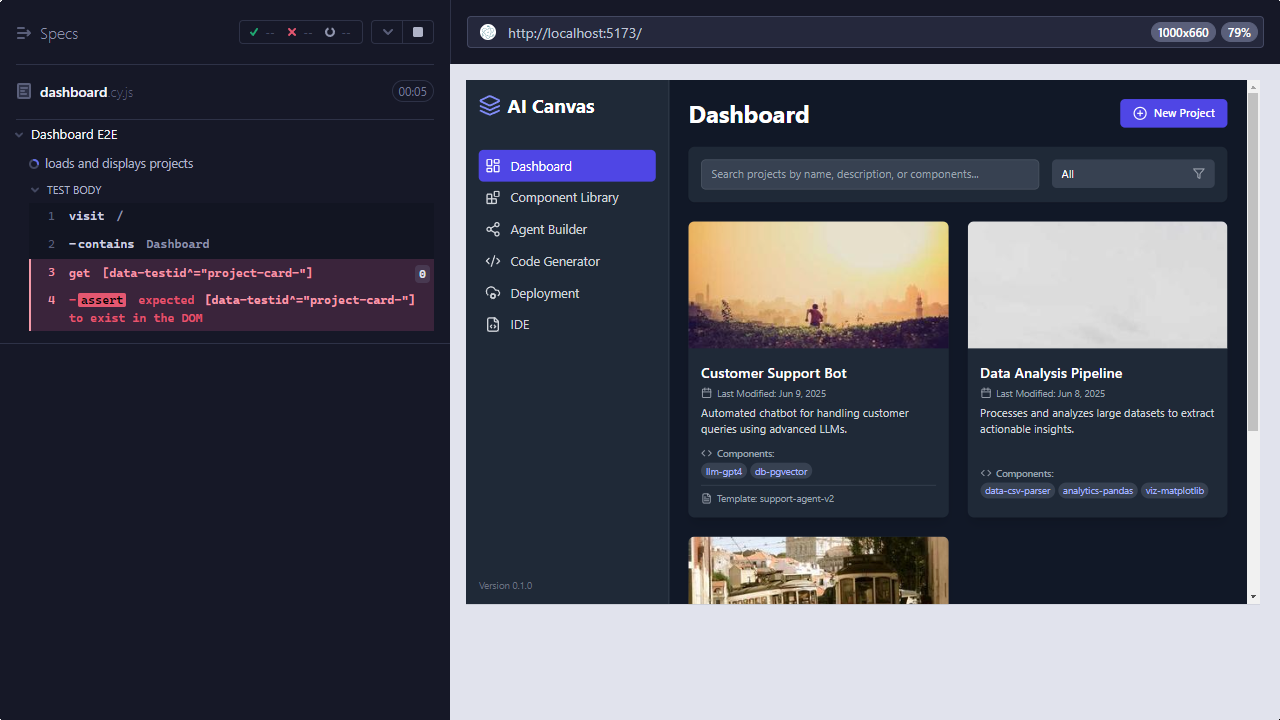 Specs
--
--
--
dashboard.cy.js
00:05
Dashboard E2E
loads and displays projects
TEST BODY
1 visit /
2 -contains Dashboard
3 get [data-testid^="project-card-"] 0
4 -assert expected [data-testid^="project-card-"]
to exist in the DOM
http://localhost:5173/
1000x660
79%
AI Canvas
Dashboard
Component Library
Agent Builder
Code Generator
Deployment
IDE
Version 0.1.0
Dashboard
New Project
Search projects by name, description, or components...
All
Customer Support Bot
Last Modified: Jun 9, 2025
Automated chatbot for handling customer
queries using advanced LLMs.
Components:
llm-gpt4 db-pgvector
Template: support-agent-v2
Data Analysis Pipeline
Last Modified: Jun 8, 2025
Processes and analyzes large datasets to extract
actionable insights.
Components:
data-csv-parser analytics-pandas viz-matplotlib